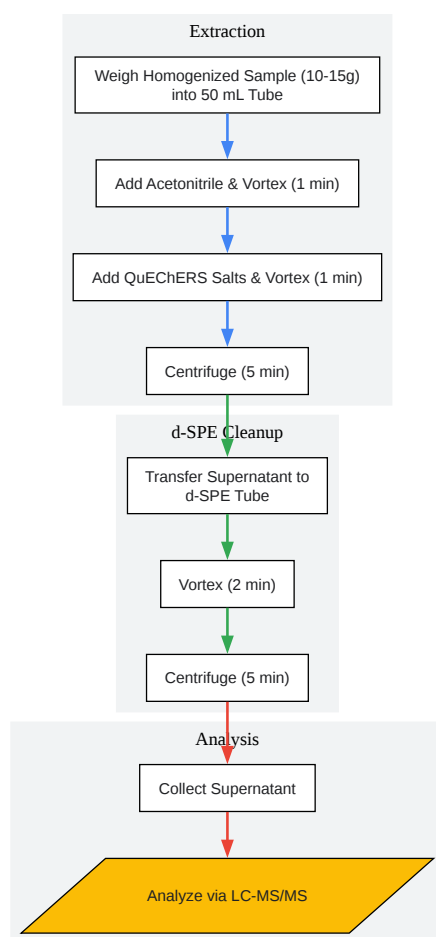 Extraction
Weigh Homogenized Sample (10-15g)
into 50 mL Tube
Add Acetonitrile & Vortex (1 min)
Add QuEChERS Salts & Vortex (1 min)
Centrifuge (5 min)
d-SPE Cleanup
Transfer Supernatant to
d-SPE Tube
Vortex (2 min)
Centrifuge (5 min)
Analysis
Collect Supernatant
Analyze via LC-MS/MS